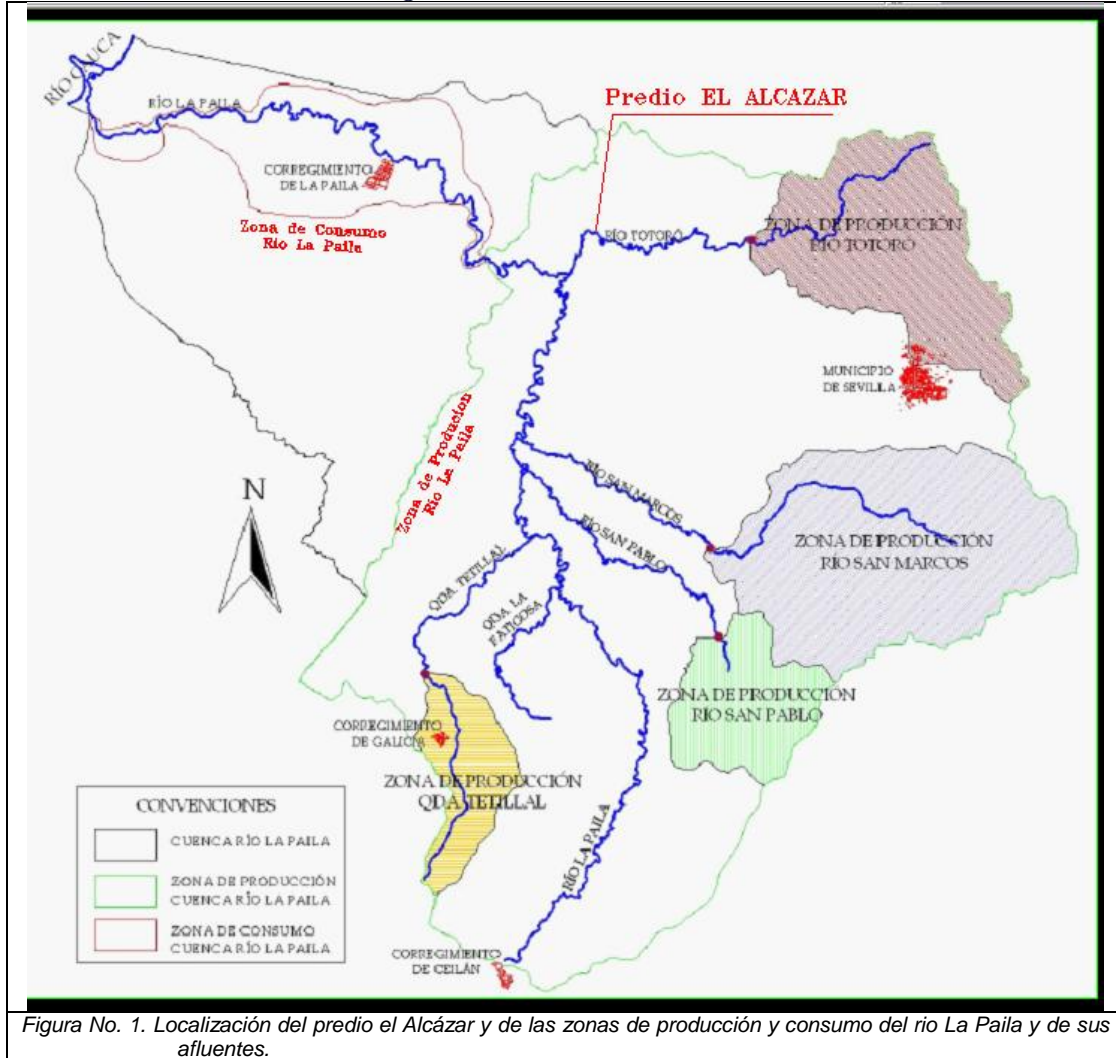 RÍO CAUCA
RÍO LA PAILA
Predio EL ALCAZAR
CORREGIMIENTO
DE LA PAILA
Zona de Consumo
Río La Paila
RÍO TOTORÓ
ZONA DE PRODUCCIÓN
RÍO TOTORO
MUNICIPIO
DE SEVILLA
Zona de Produccion
Río La Paila
N
RÍO SAN MARCOS
RÍO SAN PABLO
ZONA DE PRODUCCIÓN
RÍO SAN MARCOS
QDA. TETILLAL
QDA. LA
FATIGOSA
ZONA DE PRODUCCIÓN
RÍO SAN PABLO
CORREGIMIENTO
DE GALICIA
ZONA DE PRODUCCIÓN
QDA TETILLAL
RÍO LA PAILA
CONVENCIONES
CUENCA RÍO LA PAILA
ZONA DE PRODUCCIÓN
CUENCA RÍO LA PAILA
ZONA DE CONSUMO
CUENCA RÍO LA PAILA
CORREGIMIENTO
DE CEILÁN
Figura No. 1. Localización del predio el Alcázar y de las zonas de producción y consumo del rio La Paila y de sus
afluentes.